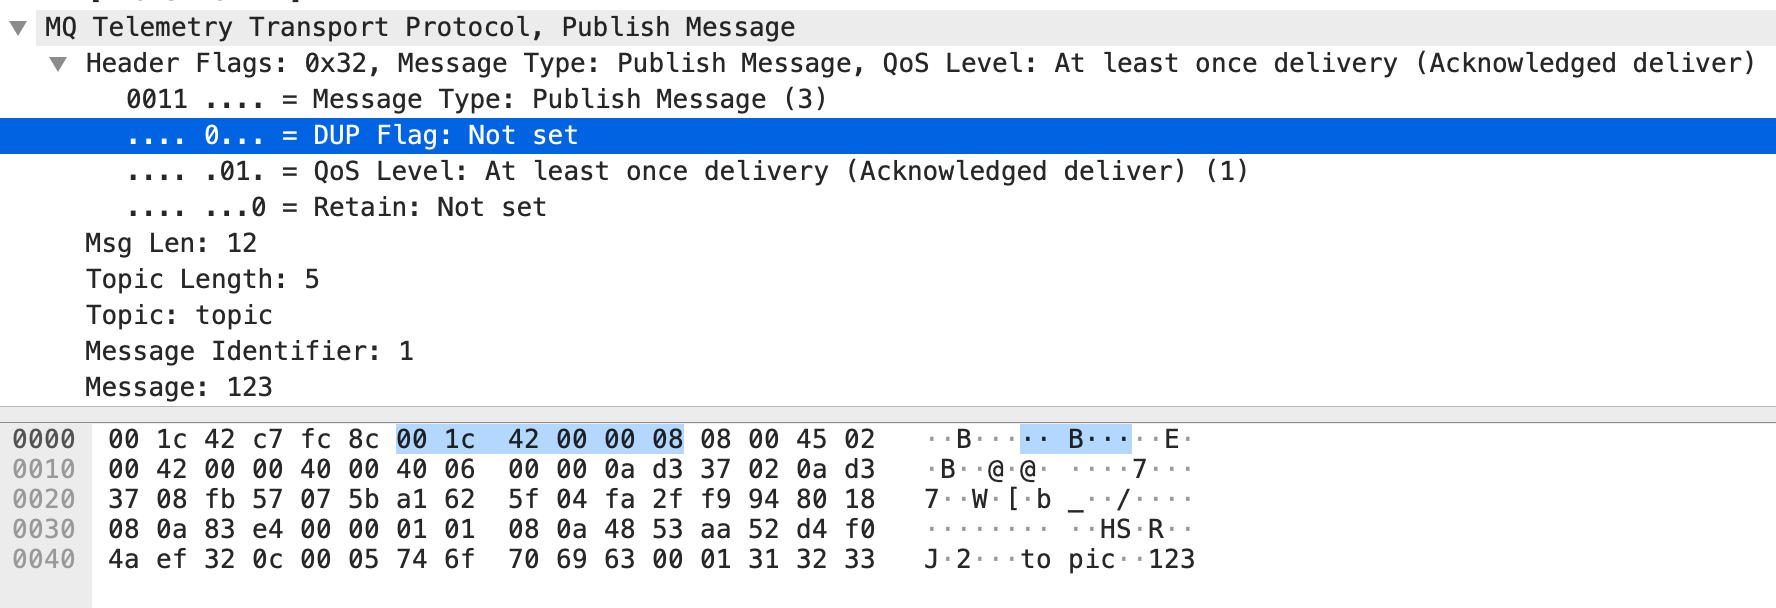 MQ Telemetry Transport Protocol, Publish Message
Header Flags: 0x32, Message Type: Publish Message, QoS Level: At least once delivery (Acknowledged deliver)
0011 .... = Message Type: Publish Message (3)
.... 0... = DUP Flag: Not set
.... .01. = QoS Level: At least once delivery (Acknowledged deliver) (1)
.... ...0 = Retain: Not set
Msg Len: 12
Topic Length: 5
Topic: topic
Message Identifier: 1
Message: 123
0000 00 1c 42 c7 fc 8c 00 1c 42 00 00 08 08 00 45 02 ··B·····B·····E·
0010 00 42 00 00 40 00 40 06 00 00 0a d3 37 02 0a d3 ·B··@·@·····7···
0020 37 08 fb 57 07 5b a1 62 5f 04 fa 2f f9 94 80 18 7··W·[·b_··/····
0030 08 0a 83 e4 00 00 01 01 08 0a 48 53 aa 52 d4 f0 ··········HS·R··
0040 4a ef 32 0c 00 05 74 6f 70 69 63 00 01 31 32 33 J·2···topic··123